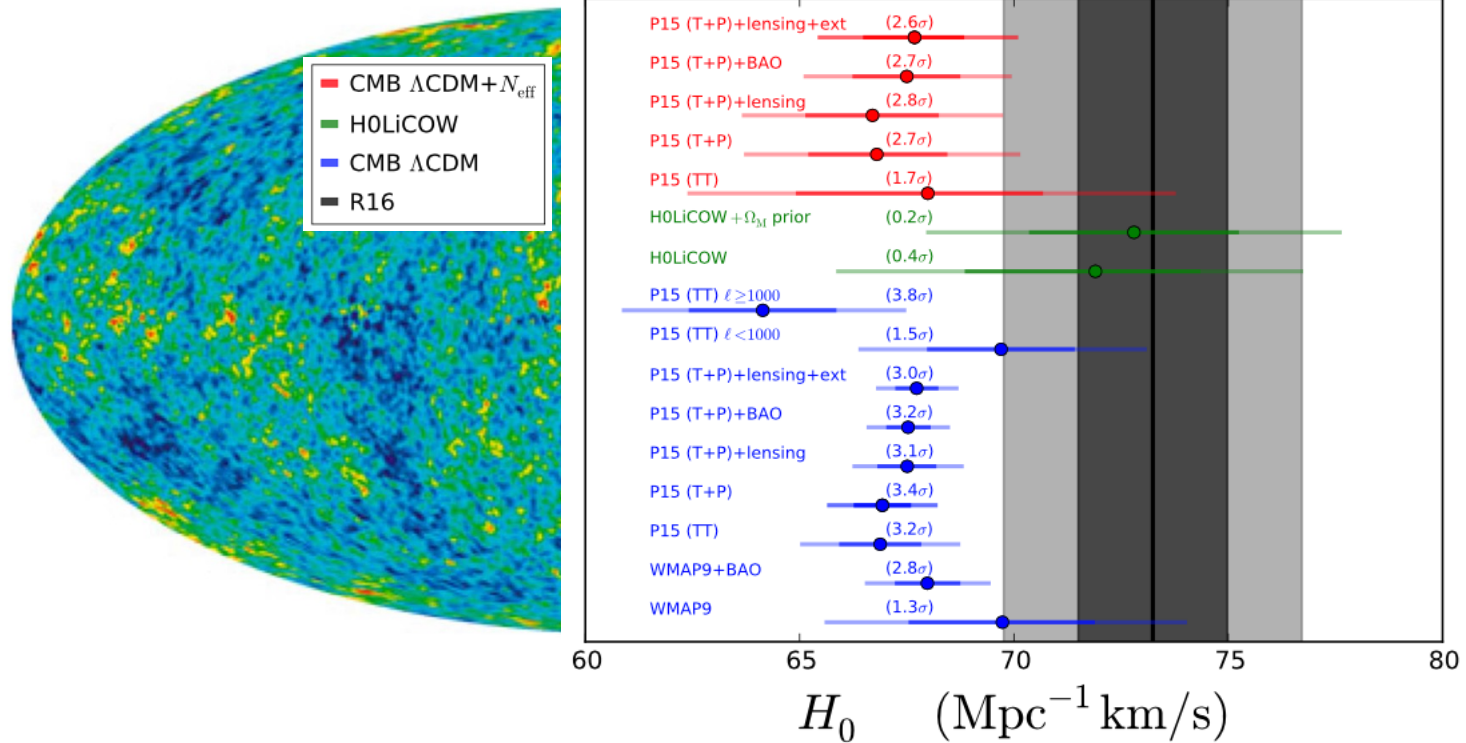 CMB ΛCDM+N_eff
H0LiCOW
CMB ΛCDM
R16
P15 (T+P)+lensing+ext (2.6σ)
P15 (T+P)+BAO (2.7σ)
P15 (T+P)+lensing (2.8σ)
P15 (T+P) (2.7σ)
P15 (TT) (1.7σ)
H0LiCOW +Ω_M prior (0.2σ)
H0LiCOW (0.4σ)
P15 (TT) ℓ ≥1000 (3.8σ)
P15 (TT) ℓ <1000 (1.5σ)
P15 (T+P)+lensing+ext (3.0σ)
P15 (T+P)+BAO (3.2σ)
P15 (T+P)+lensing (3.1σ)
P15 (T+P) (3.4σ)
P15 (TT) (3.2σ)
WMAP9+BAO (2.8σ)
WMAP9 (1.3σ)
60 65 70 75 80
H₀ (Mpc⁻¹ km/s)